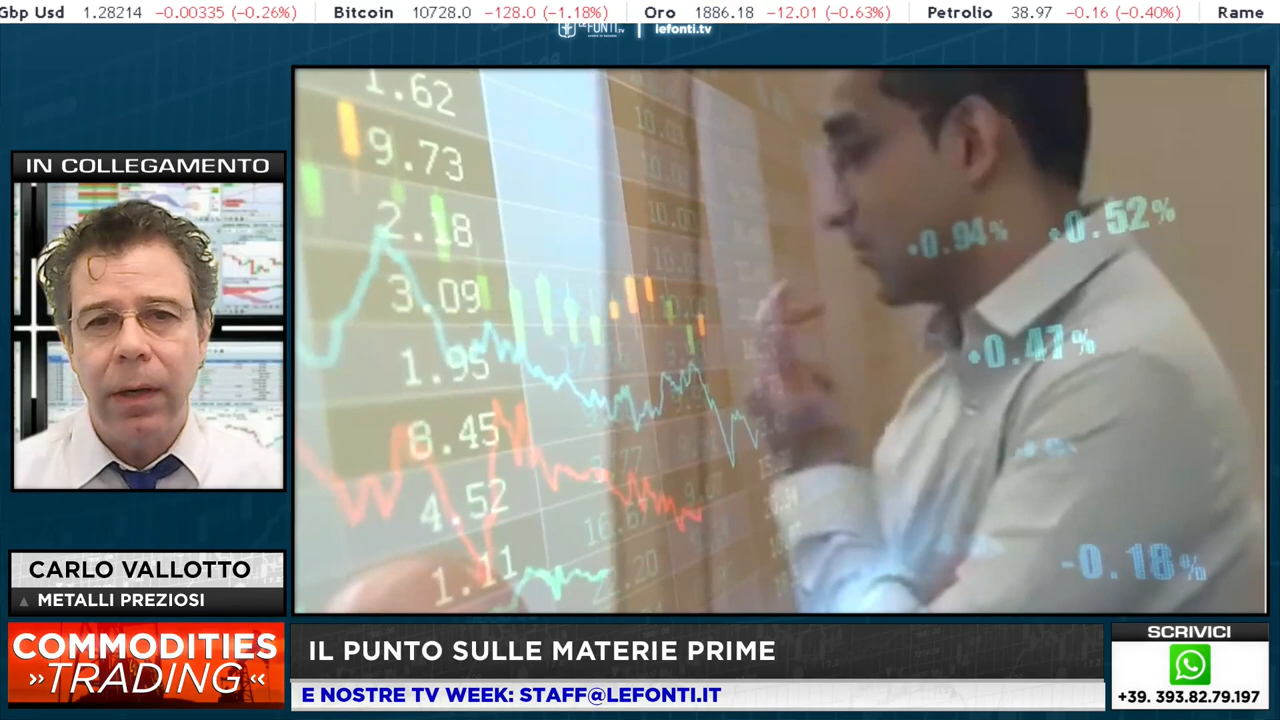 Gbp Usd 1.28214 -0.00335 (-0.26%) Bitcoin 10728.0 -128.0 (-1.18%) Oro 1886.18 -12.01 (-0.63%) Petrolio 38.97 -0.16 (-0.40%) Rame
LE FONTI.TV lefonti.tv
IN COLLEGAMENTO
1.62
9.73
2.18
3.09
1.95
8.45
4.52
1.11
+0.94%
+0.52%
+0.47%
-0.18%
CARLO VALLOTTO
▲ METALLI PREZIOSI
COMMODITIES
»TRADING«
IL PUNTO SULLE MATERIE PRIME
E NOSTRE TV WEEK: STAFF@LEFONTI.IT
SCRIVICI
+39. 393.82.79.197